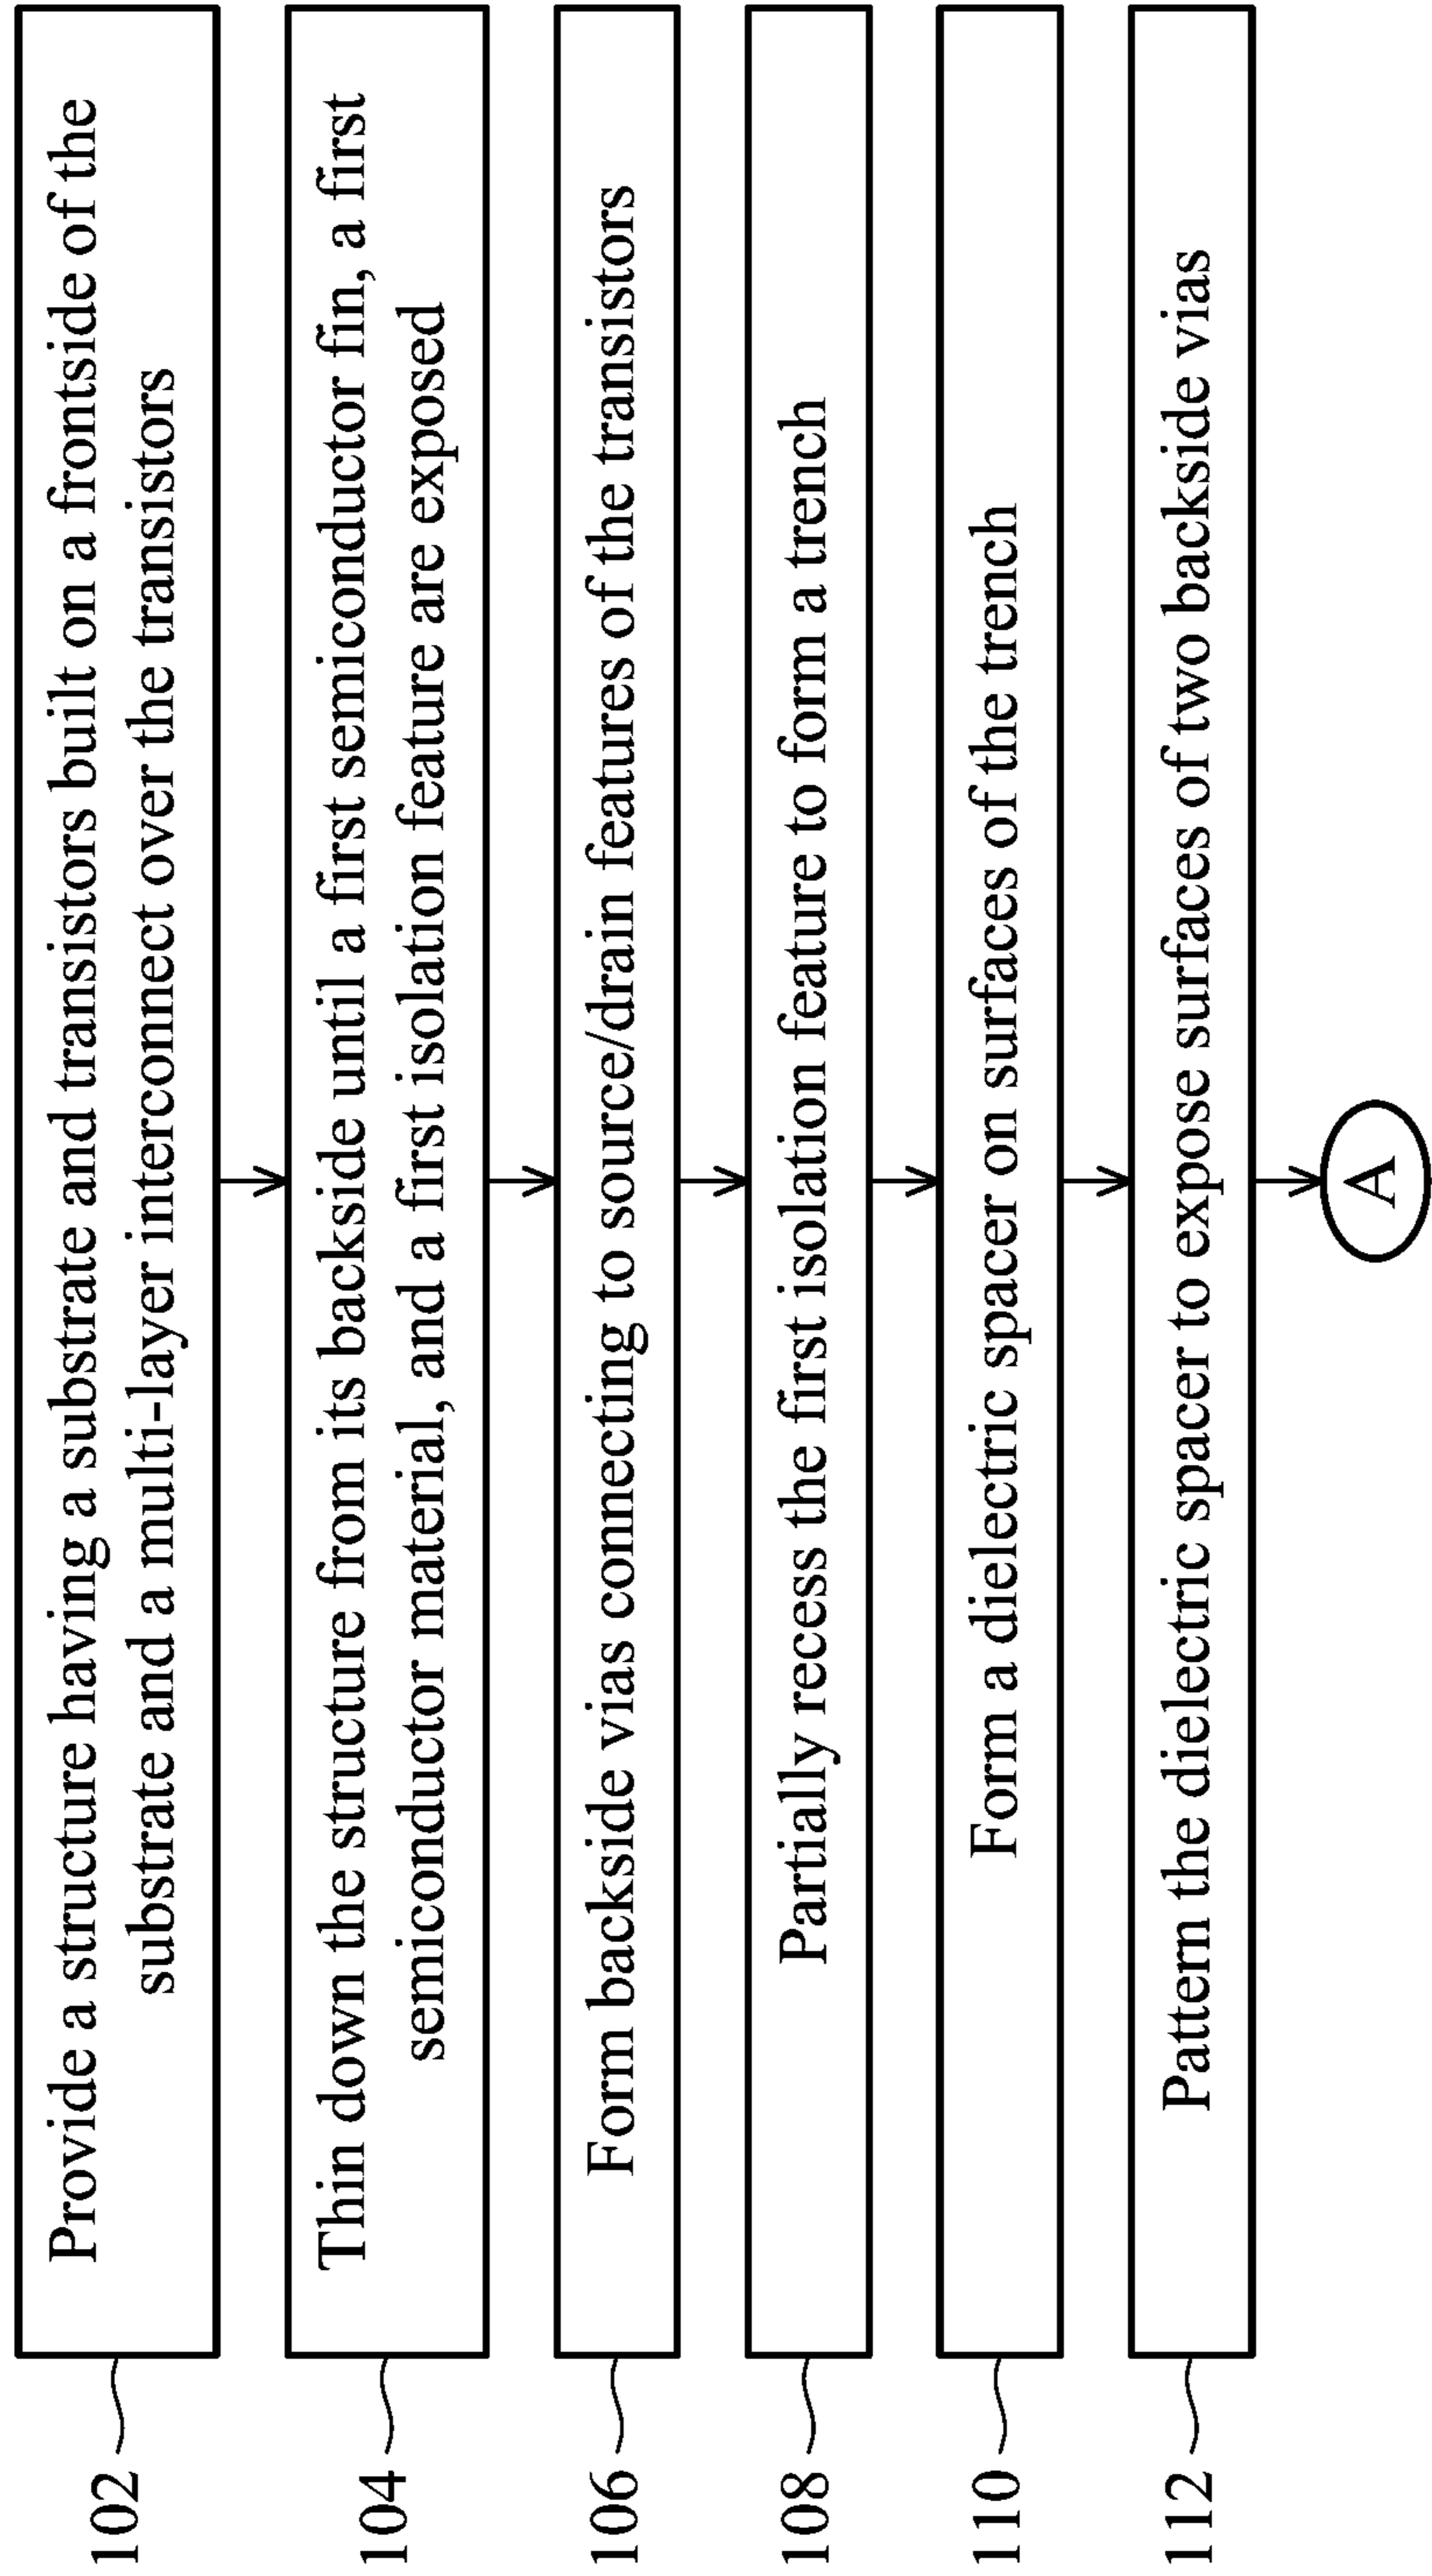 102
Provide a structure having a substrate and transistors built on a frontside of the
substrate and a multi-layer interconnect over the transistors
104
Thin down the structure from its backside until a first semiconductor fin, a first
semiconductor material, and a first isolation feature are exposed
106
Form backside vias connecting to source/drain features of the transistors
108
Partially recess the first isolation feature to form a trench
110
Form a dielectric spacer on surfaces of the trench
112
Pattern the dielectric spacer to expose surfaces of two backside vias
A